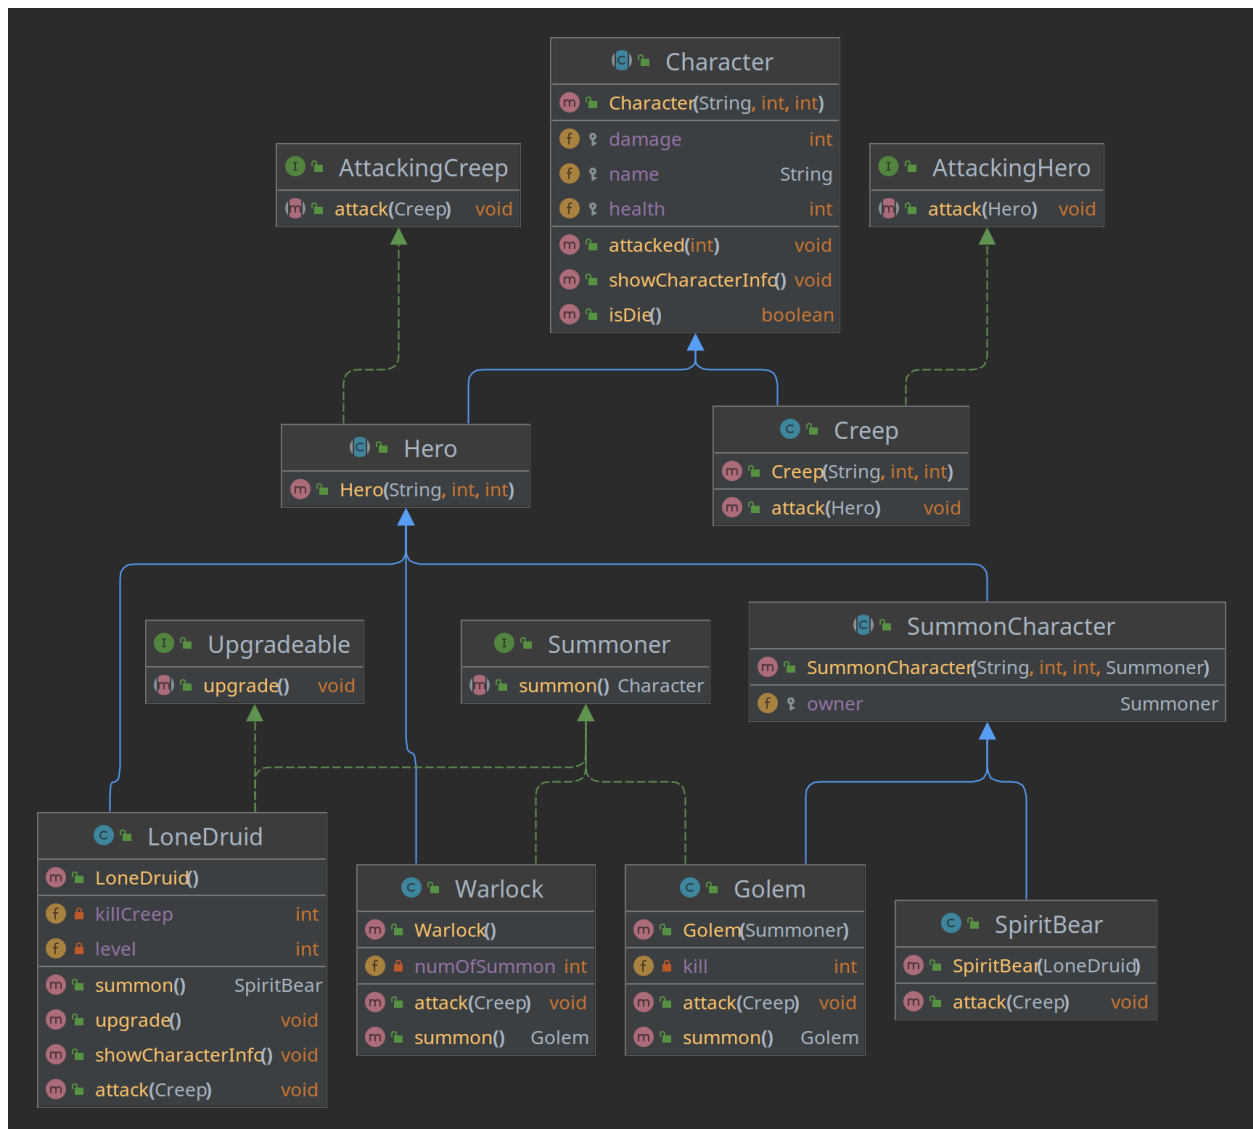 Character
Character(String, int, int)
damage int
name String
health int
attacked(int) void
showCharacterInfo() void
isDie() boolean
AttackingCreep
attack(Creep) void
AttackingHero
attack(Hero) void
Hero
Hero(String, int, int)
Creep
Creep(String, int, int)
attack(Hero) void
Upgradeable
upgrade() void
Summoner
summon() Character
SummonCharacter
SummonCharacter(String, int, int, Summoner)
owner Summoner
LoneDruid
LoneDruid()
killCreep int
level int
summon() SpiritBear
upgrade() void
showCharacterInfo() void
attack(Creep) void
Warlock
Warlock()
numOfSummon int
attack(Creep) void
summon() Golem
Golem
Golem(Summoner)
kill int
attack(Creep) void
summon() Golem
SpiritBear
SpiritBear(LoneDruid)
attack(Creep) void